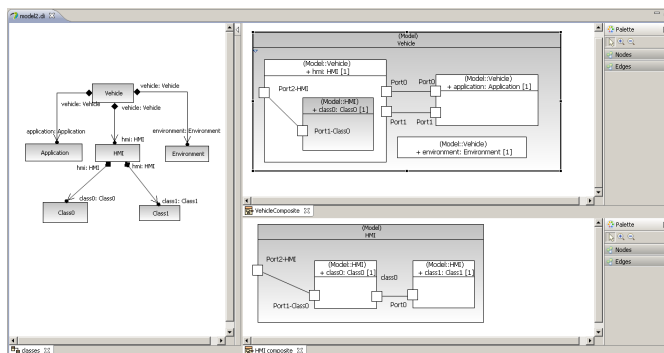 model2.di
Vehicle
vehicle: Vehicle
vehicle: Vehicle
vehicle: Vehicle
application: Application
hmi: HMI
environment: Environment
Application
HMI
Environment
hmi: HMI
hmi: HMI
class0: Class0
class1: Class1
Class0
Class1
classes
(Model)
Vehicle
(Model::Vehicle)
+ hmi: HMI [1]
Port2-HMI
(Model::HMI)
+ class0: Class0 [1]
Port1-Class0
Port0
Port0
Port1
Port1
(Model::Vehicle)
+ application: Application [1]
(Model::Vehicle)
+ environment: Environment [1]
VehicleComposite
Palette
Nodes
Edges
(Model)
HMI
Port2-HMI
(Model::HMI)
+ class0: Class0 [1]
Port1-Class0
class0
Port0
(Model::HMI)
+ class1: Class1 [1]
HMI composite
Palette
Nodes
Edges